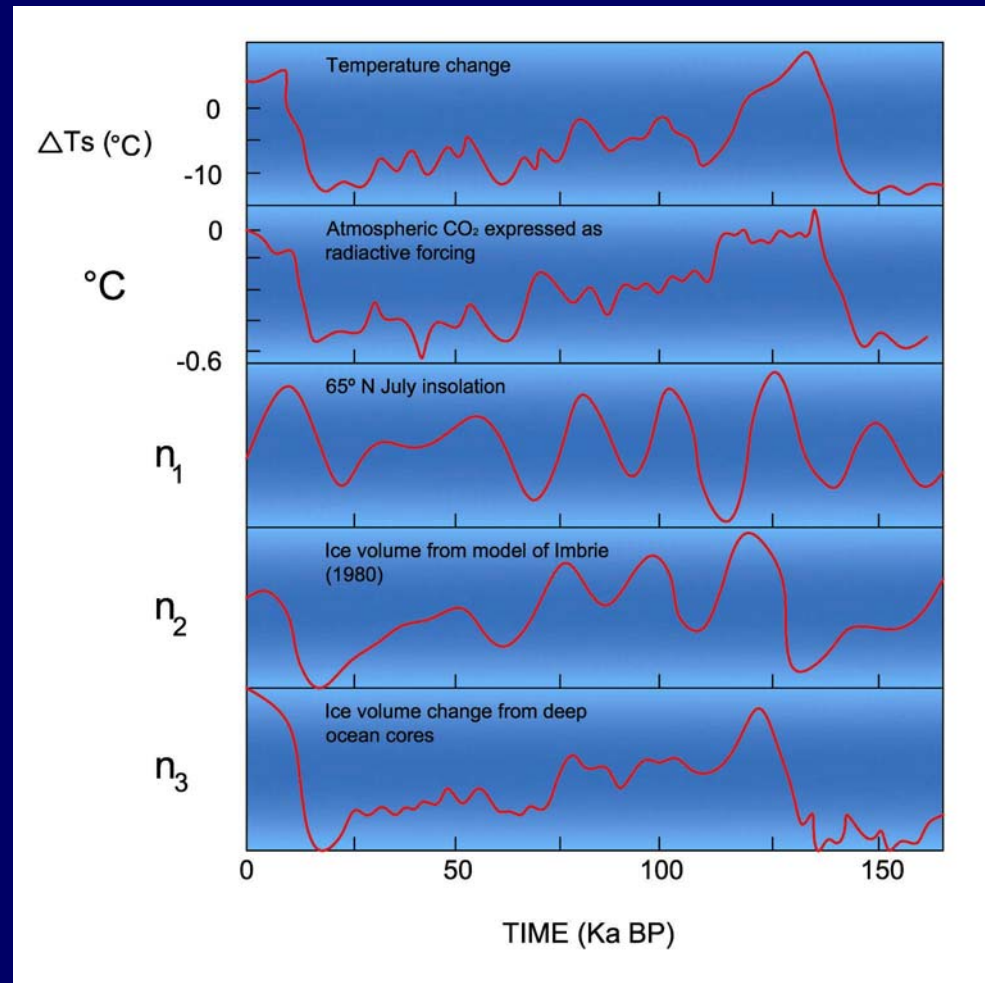 Temperature change
0
△Ts (°C)
-10
0
Atmospheric CO₂ expressed as
radiactive forcing
°C
-0.6
65º N July insolation
n₁
Ice volume from model of Imbrie
(1980)
n₂
Ice volume change from deep
ocean cores
n₃
0 50 100 150
TIME (Ka BP)